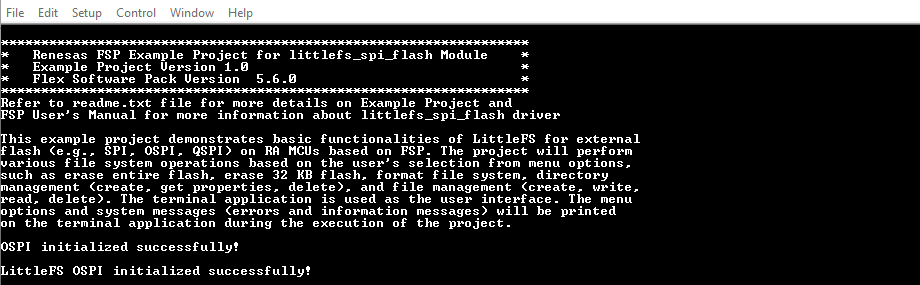 File Edit Setup Control Window Help
******************************************************************
*   Renesas FSP Example Project for littlefs_spi_flash Module    *
*   Example Project Version 1.0                                  *
*   Flex Software Pack Version  5.6.0                            *
******************************************************************
Refer to readme.txt file for more details on Example Project and
FSP User's Manual for more information about littlefs_spi_flash driver
This example project demonstrates basic functionalities of LittleFS for external
flash (e.g., SPI, OSPI, QSPI) on RA MCUs based on FSP. The project will perform
various file system operations based on the user's selection from menu options,
such as erase entire flash, erase 32 KB flash, format file system, directory
management (create, get properties, delete), and file management (create, write,
read, delete). The terminal application is used as the user interface. The menu
options and system messages (errors and information messages) will be printed
on the terminal application during the execution of the project.
OSPI initialized successfully!
LittleFS OSPI initialized successfully!